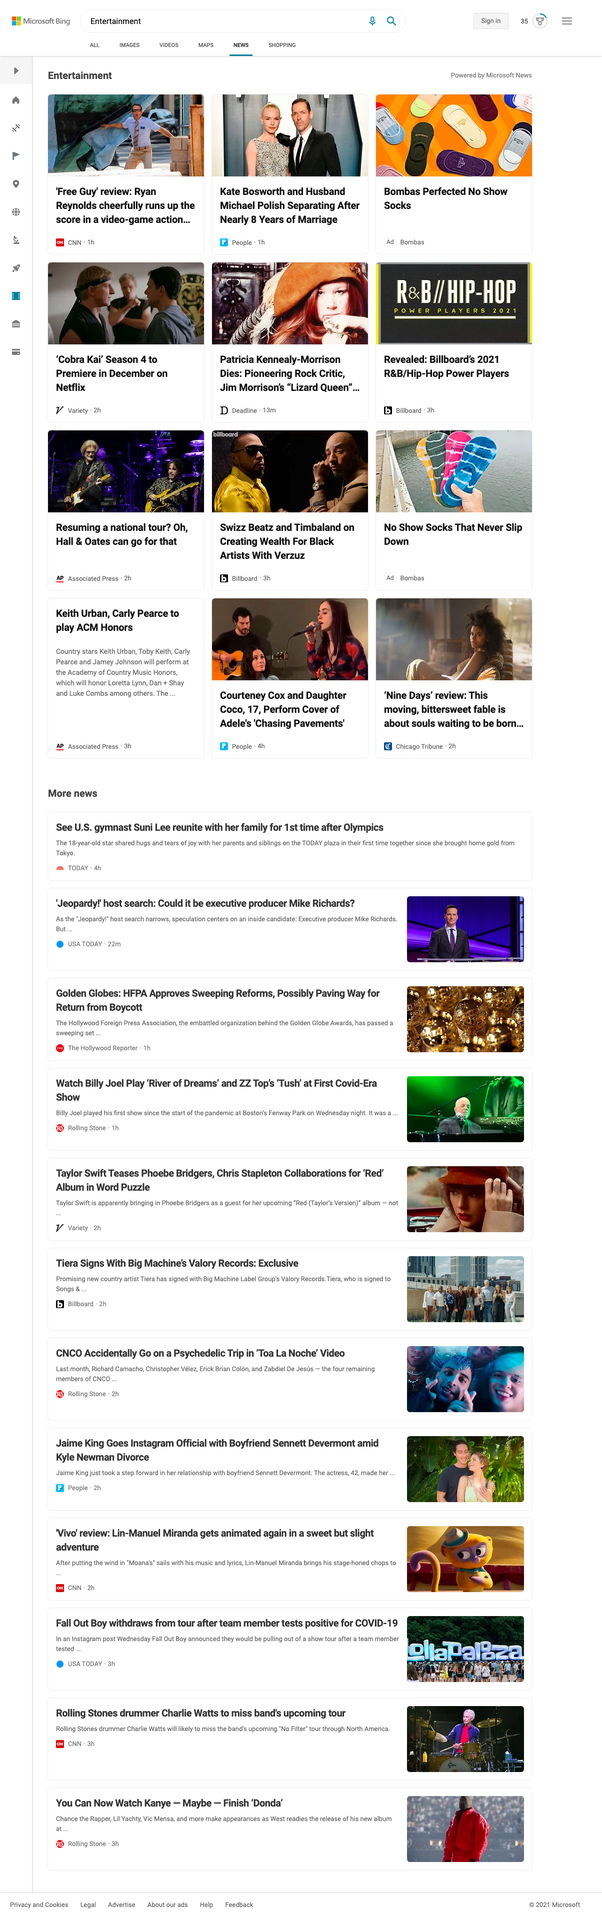 Microsoft Bing
Entertainment
Sign in
35
ALL IMAGES VIDEOS MAPS NEWS SHOPPING
Entertainment
Powered by Microsoft News
'Free Guy' review: Ryan
Reynolds cheerfully runs up the
score in a video-game action...
CNN · 1h
Kate Bosworth and Husband
Michael Polish Separating After
Nearly 8 Years of Marriage
People · 1h
Bombas Perfected No Show
Socks
Ad Bombas
‘Cobra Kai’ Season 4 to
Premiere in December on
Netflix
Variety · 2h
Patricia Kennealy-Morrison
Dies: Pioneering Rock Critic,
Jim Morrison’s “Lizard Queen”...
Deadline · 13m
R&B//HIP-HOP
POWER PLAYERS 2021
Revealed: Billboard’s 2021
R&B/Hip-Hop Power Players
Billboard · 3h
Resuming a national tour? Oh,
Hall & Oates can go for that
AP Associated Press · 2h
billboard
Swizz Beatz and Timbaland on
Creating Wealth For Black
Artists With Verzuz
Billboard · 3h
No Show Socks That Never Slip
Down
Ad Bombas
Keith Urban, Carly Pearce to
play ACM Honors
Country stars Keith Urban, Toby Keith, Carly
Pearce and Jamey Johnson will perform at
the Academy of Country Music Honors,
which will honor Loretta Lynn, Dan + Shay
and Luke Combs among others. The ...
AP Associated Press · 3h
Courteney Cox and Daughter
Coco, 17, Perform Cover of
Adele's 'Chasing Pavements'
People · 4h
‘Nine Days’ review: This
moving, bittersweet fable is
about souls waiting to be born...
Chicago Tribune · 2h
More news
See U.S. gymnast Suni Lee reunite with her family for 1st time after Olympics
The 18-year-old star shared hugs and tears of joy with her parents and siblings on the TODAY plaza in their first time together since she brought home gold from
Tokyo.
TODAY · 4h
'Jeopardy!' host search: Could it be executive producer Mike Richards?
As the "Jeopardy!" host search narrows, speculation centers on an inside candidate: Executive producer Mike Richards.
But ...
USA TODAY · 22m
Golden Globes: HFPA Approves Sweeping Reforms, Possibly Paving Way for
Return from Boycott
The Hollywood Foreign Press Association, the embattled organization behind the Golden Globe Awards, has passed a
sweeping set ...
The Hollywood Reporter · 1h
Watch Billy Joel Play ‘River of Dreams’ and ZZ Top’s ‘Tush’ at First Covid-Era
Show
Billy Joel played his first show since the start of the pandemic at Boston's Fenway Park on Wednesday night. It was a ...
Rolling Stone · 1h
Taylor Swift Teases Phoebe Bridgers, Chris Stapleton Collaborations for ‘Red’
Album in Word Puzzle
Taylor Swift is apparently bringing in Phoebe Bridgers as a guest for her upcoming “Red (Taylor's Version)” album — not
...
Variety · 2h
Tiera Signs With Big Machine’s Valory Records: Exclusive
Promising new country artist Tiera has signed with Big Machine Label Group's Valory Records.Tiera, who is signed to
Songs & ...
Billboard · 2h
CNCO Accidentally Go on a Psychedelic Trip in ‘Toa La Noche’ Video
Last month, Richard Camacho, Christopher Vélez, Erick Brian Colón, and Zabdiel De Jesús — the four remaining
members of CNCO ...
Rolling Stone · 2h
Jaime King Goes Instagram Official with Boyfriend Sennett Devermont amid
Kyle Newman Divorce
Jaime King just took a step forward in her relationship with boyfriend Sennett Devermont. The actress, 42, made her ...
People · 2h
'Vivo' review: Lin-Manuel Miranda gets animated again in a sweet but slight
adventure
After putting the wind in "Moana's" sails with his music and lyrics, Lin-Manuel Miranda brings his stage-honed chops to
...
CNN · 2h
Fall Out Boy withdraws from tour after team member tests positive for COVID-19
In an Instagram post Wednesday Fall Out Boy announced they would be pulling out of a show tour after a team member
tested ...
USA TODAY · 3h
ollapalooza
Rolling Stones drummer Charlie Watts to miss band's upcoming tour
Rolling Stones drummer Charlie Watts will likely to miss the band's upcoming "No Filter" tour through North America.
CNN · 3h
You Can Now Watch Kanye — Maybe — Finish ‘Donda’
Chance the Rapper, Lil Yachty, Vic Mensa, and more make appearances as West readies the release of his new album
at ...
Rolling Stone · 3h
Privacy and Cookies Legal Advertise About our ads Help Feedback
© 2021 Microsoft